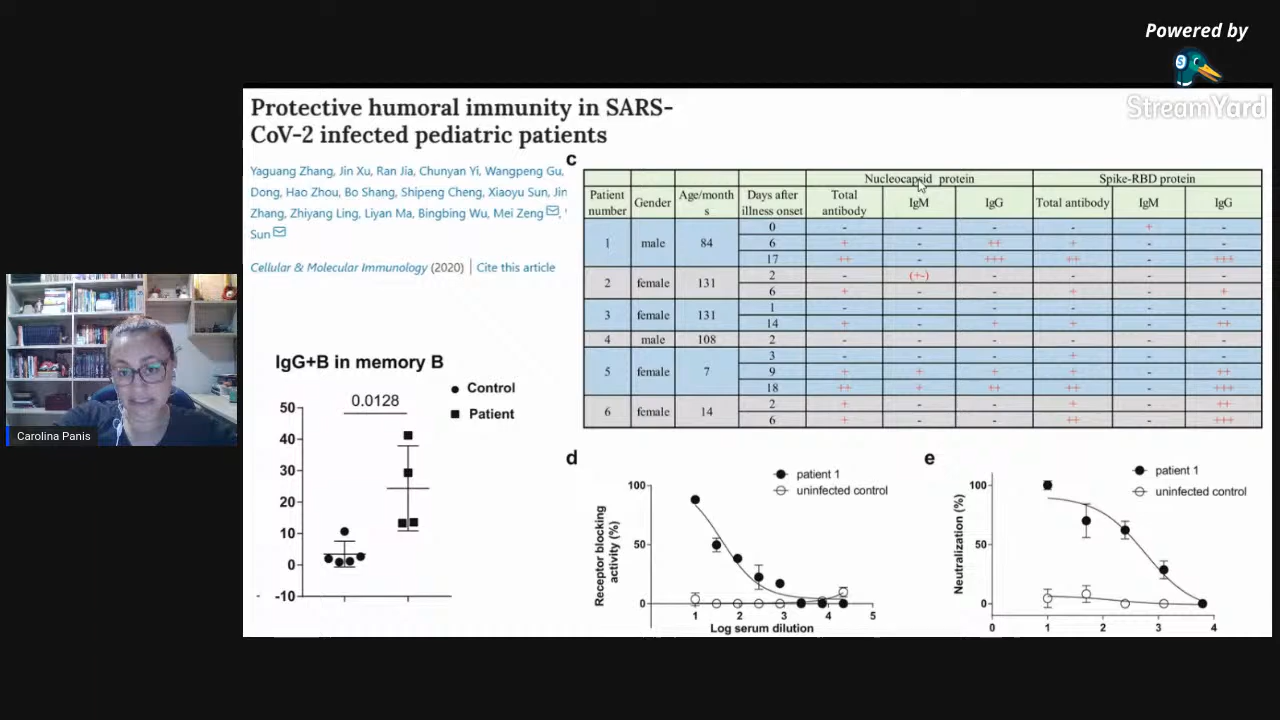 Powered by
StreamYard
Protective humoral immunity in SARS-
CoV-2 infected pediatric patients
Yaguang Zhang, Jin Xu, Ran Jia, Chunyan Yi, Wangpeng Gu,
Dong, Hao Zhou, Bo Shang, Shipeng Cheng, Xiaoyu Sun, Jin
Zhang, Zhiyang Ling, Liyan Ma, Bingbing Wu, Mei Zeng
Sun
Cellular & Molecular Immunology (2020) | Cite this article
Carolina Panis
IgG+B in memory B
Control
Patient
0.0128
50
40
30
20
10
0
-10
c
Nucleocapsid protein Spike-RBD protein
Patient number Gender Age/months Days after illness onset Total antibody IgM IgG Total antibody IgM IgG
1 male 84 0 - - - - + -
6 + - ++ + - -
17 ++ - +++ ++ - +++
2 female 131 2 - (+-) - - - -
6 + - - + - +
3 female 131 1 - - - - - -
14 + - + + - ++
4 male 108 2 - - - - - -
5 female 7 3 - - - + - -
9 + + + + - ++
18 ++ + ++ ++ - +++
6 female 14 2 + - - + - ++
6 + - - ++ - +++
d
patient 1
uninfected control
Receptor blocking
activity (%)
100
50
0
1 2 3 4 5
Log serum dilution
e
patient 1
uninfected control
Neutralization (%)
100
50
0
0 1 2 3 4